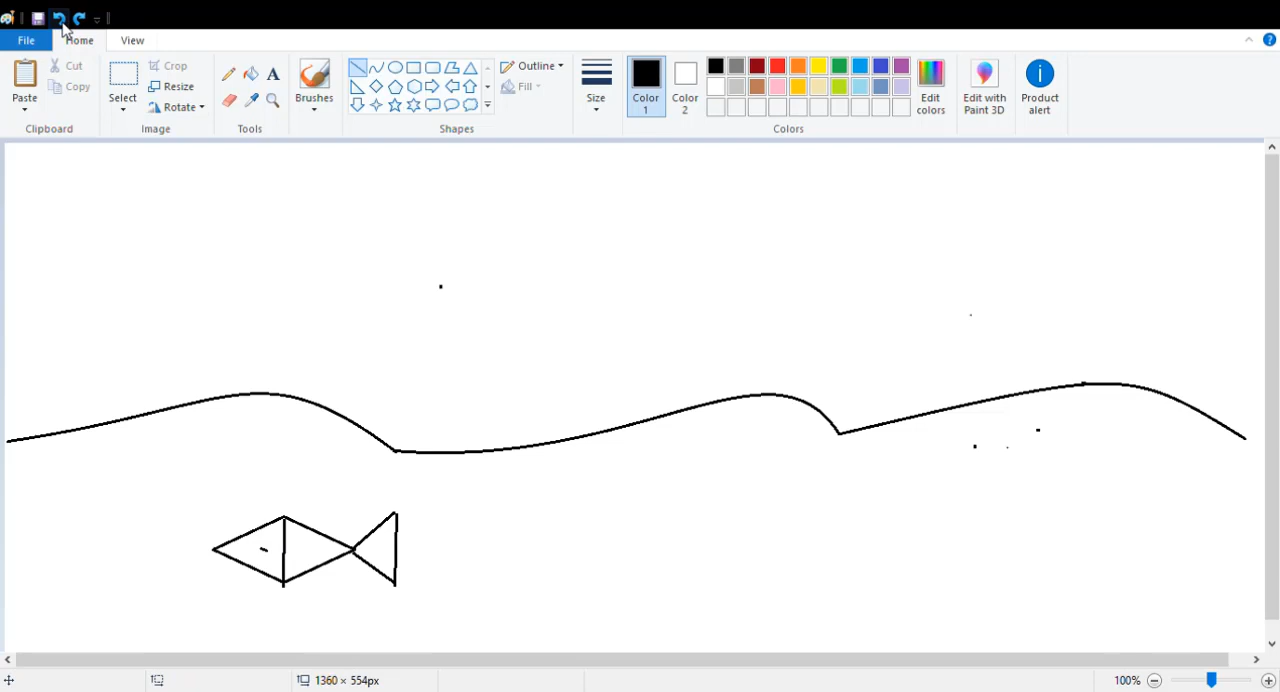 File Home View
Paste Cut Copy Clipboard
Select Crop Resize Rotate Image
Tools
Brushes
Outline Fill Shapes
Size
Color 1 Color 2 Edit colors Colors
Edit with Paint 3D
Product alert
1360 × 554px 100%